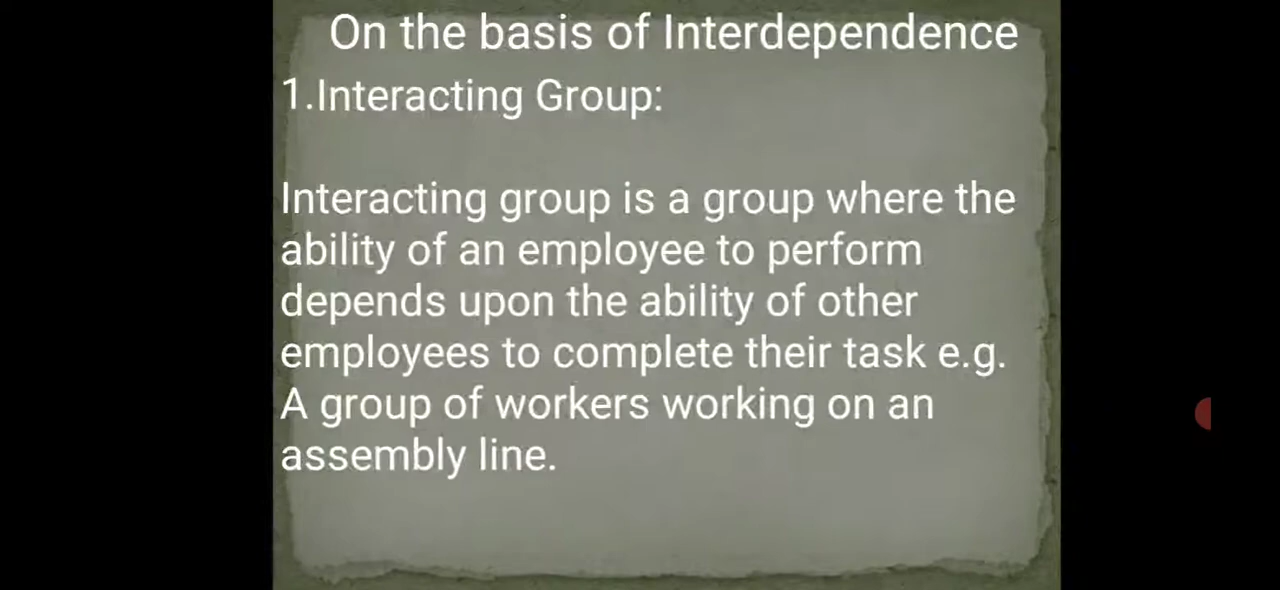 On the basis of Interdependence
1.Interacting Group:
Interacting group is a group where the
ability of an employee to perform
depends upon the ability of other
employees to complete their task e.g.
A group of workers working on an
assembly line.